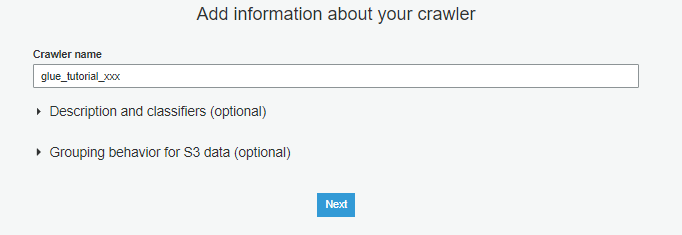 Add information about your crawler
Crawler name
glue_tutorial_xxx
Description and classifiers (optional)
Grouping behavior for S3 data (optional)
Next